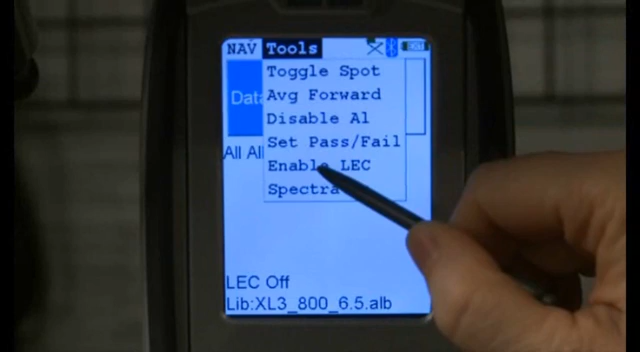 NAV Tools
Toggle Spot
Avg Forward
Data
Disable Al
Set Pass/Fail
All Al
Enable LEC
Spectra
LEC Off
Lib:XL3_800_6.5.alb